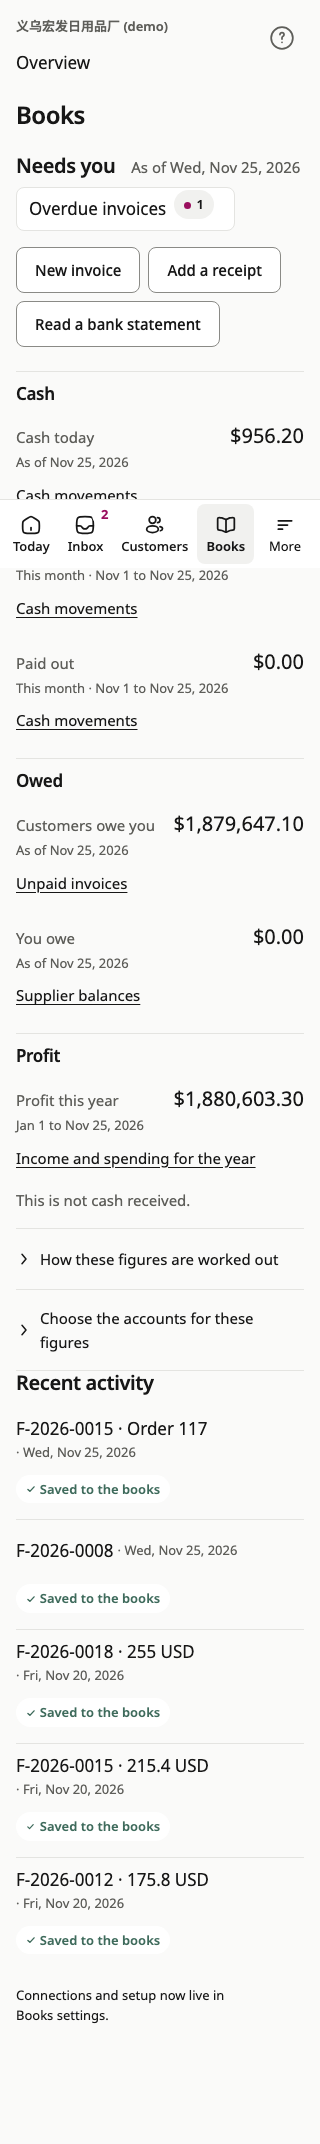 义乌宏发日用品厂 (demo)
Overview
Books
Needs you As of Wed, Nov 25, 2026
Overdue invoices 1
New invoice
Add a receipt
Read a bank statement
Cash
Cash today $956.20
As of Nov 25, 2026
Cash movements
Today
Inbox 2
Customers
Books
More
This month · Nov 1 to Nov 25, 2026
Cash movements
Paid out $0.00
This month · Nov 1 to Nov 25, 2026
Cash movements
Owed
Customers owe you $1,879,647.10
As of Nov 25, 2026
Unpaid invoices
You owe $0.00
As of Nov 25, 2026
Supplier balances
Profit
Profit this year $1,880,603.30
Jan 1 to Nov 25, 2026
Income and spending for the year
This is not cash received.
How these figures are worked out
Choose the accounts for these
figures
Recent activity
F-2026-0015 · Order 117
· Wed, Nov 25, 2026
Saved to the books
F-2026-0008 · Wed, Nov 25, 2026
Saved to the books
F-2026-0018 · 255 USD
· Fri, Nov 20, 2026
Saved to the books
F-2026-0015 · 215.4 USD
· Fri, Nov 20, 2026
Saved to the books
F-2026-0012 · 175.8 USD
· Fri, Nov 20, 2026
Saved to the books
Connections and setup now live in
Books settings.